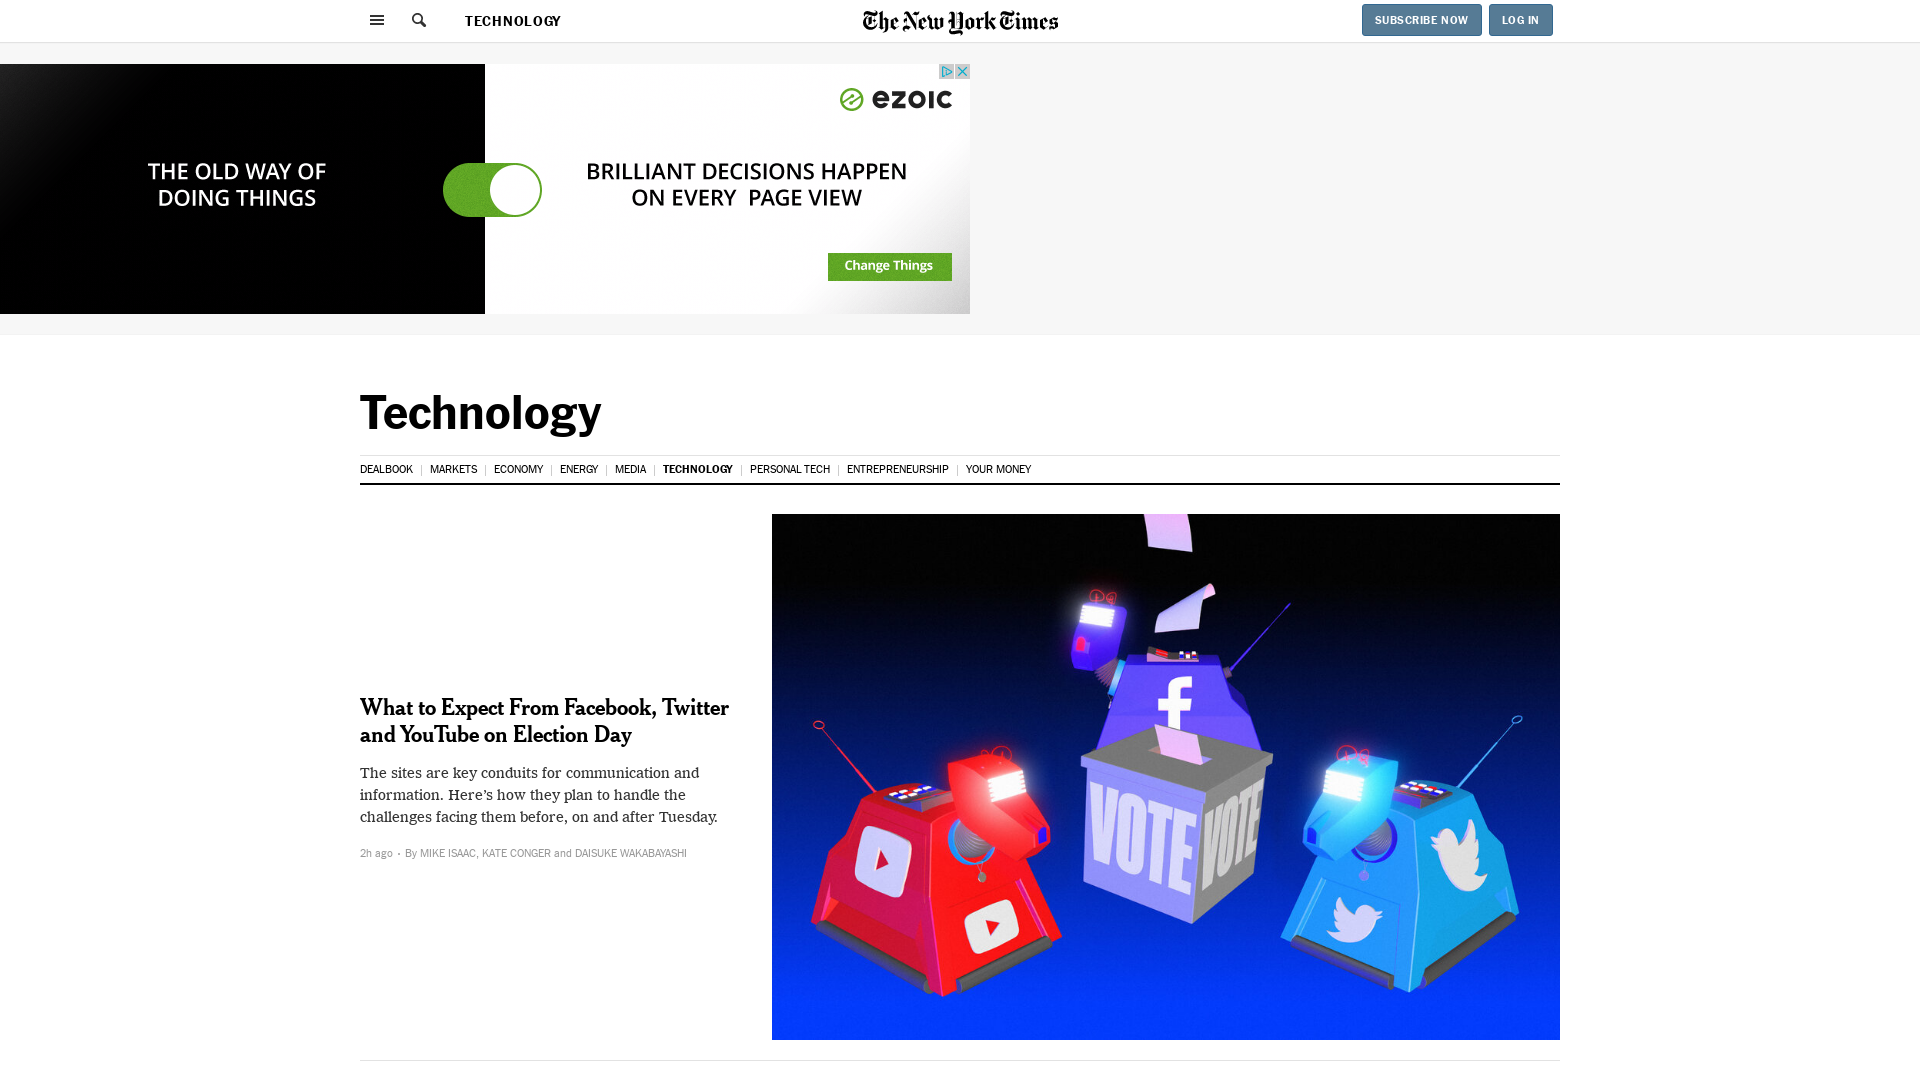 TECHNOLOGY
The New York Times
SUBSCRIBE NOW
LOG IN
ezoic
THE OLD WAY OF
DOING THINGS
BRILLIANT DECISIONS HAPPEN
ON EVERY PAGE VIEW
Change Things
Technology
DEALBOOK MARKETS ECONOMY ENERGY MEDIA TECHNOLOGY PERSONAL TECH ENTREPRENEURSHIP YOUR MONEY
What to Expect From Facebook, Twitter
and YouTube on Election Day
The sites are key conduits for communication and
information. Here’s how they plan to handle the
challenges facing them before, on and after Tuesday.
2h ago • By MIKE ISAAC, KATE CONGER and DAISUKE WAKABAYASHI
f
VOTE
VOTE